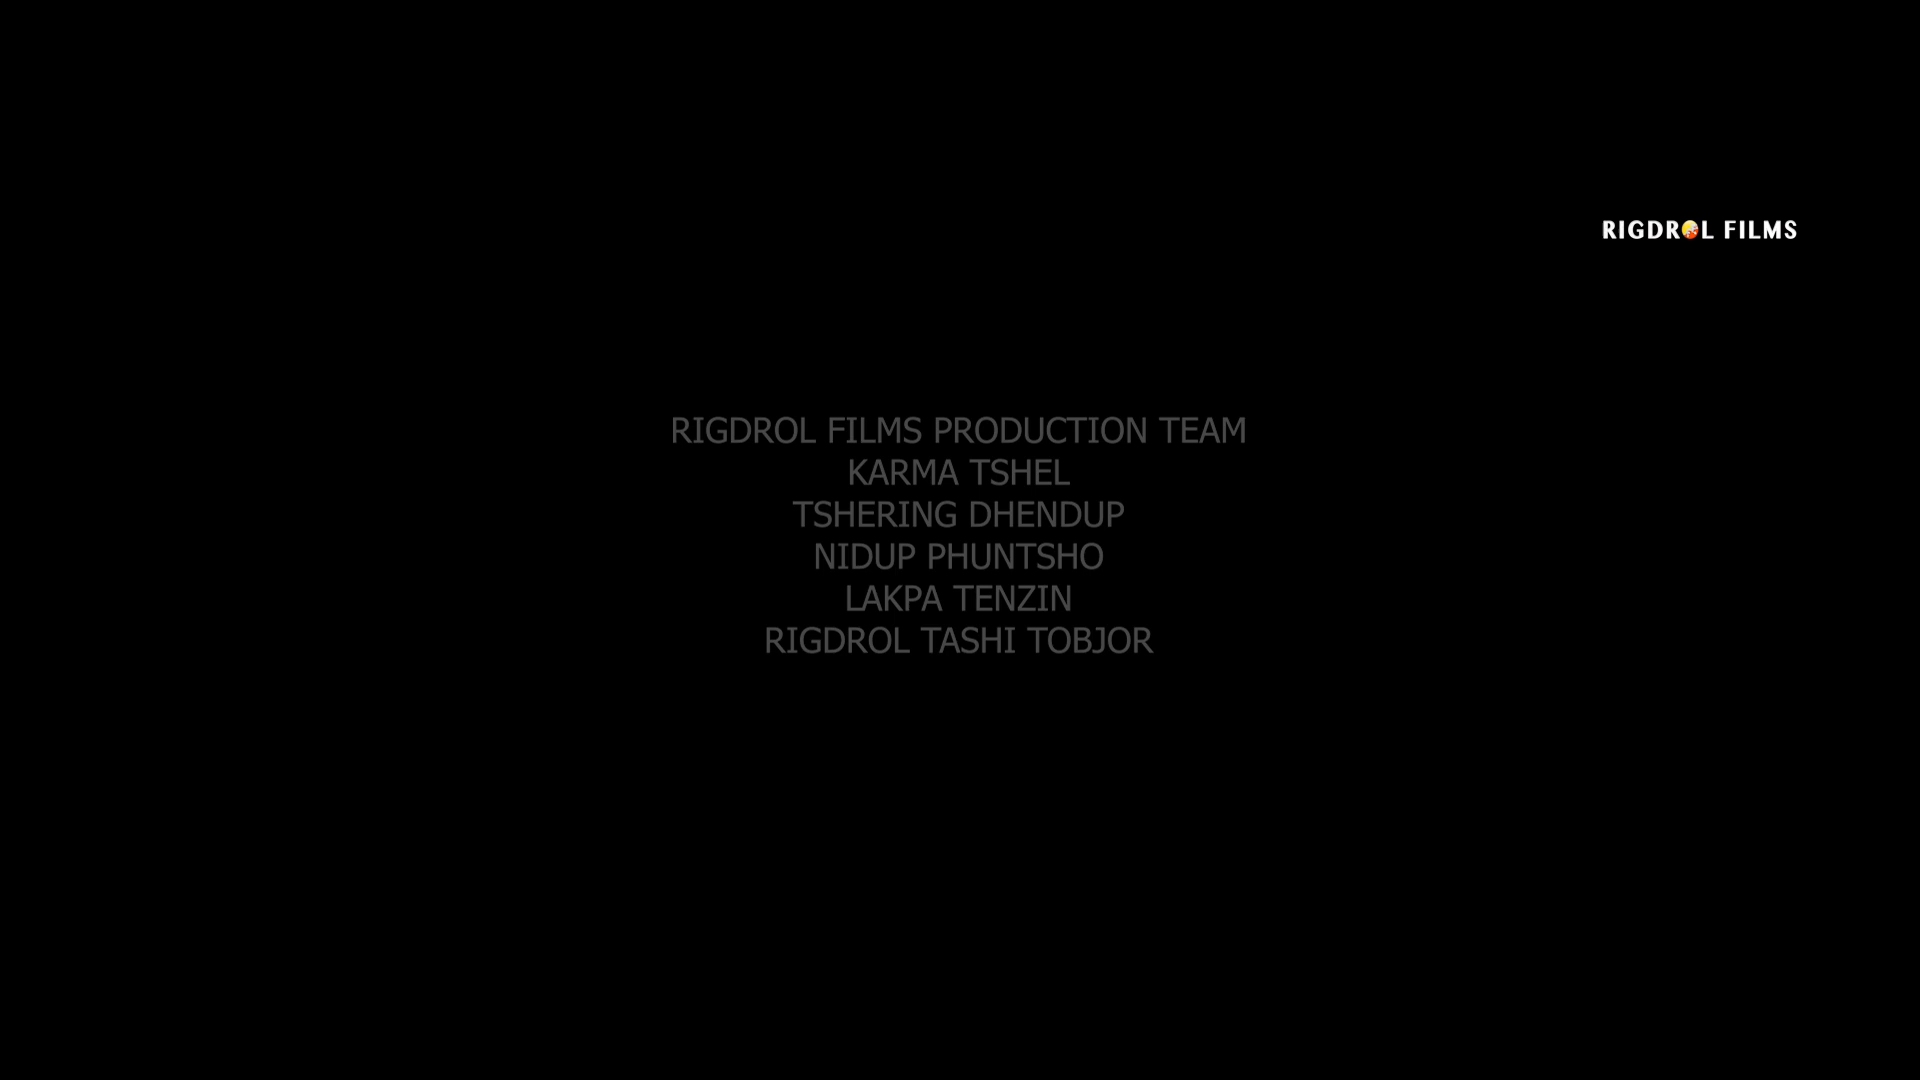 RIGDROL FILMS
RIGDROL FILMS PRODUCTION TEAM
KARMA TSHEL
TSHERING DHENDUP
NIDUP PHUNTSHO
LAKPA TENZIN
RIGDROL TASHI TOBJOR